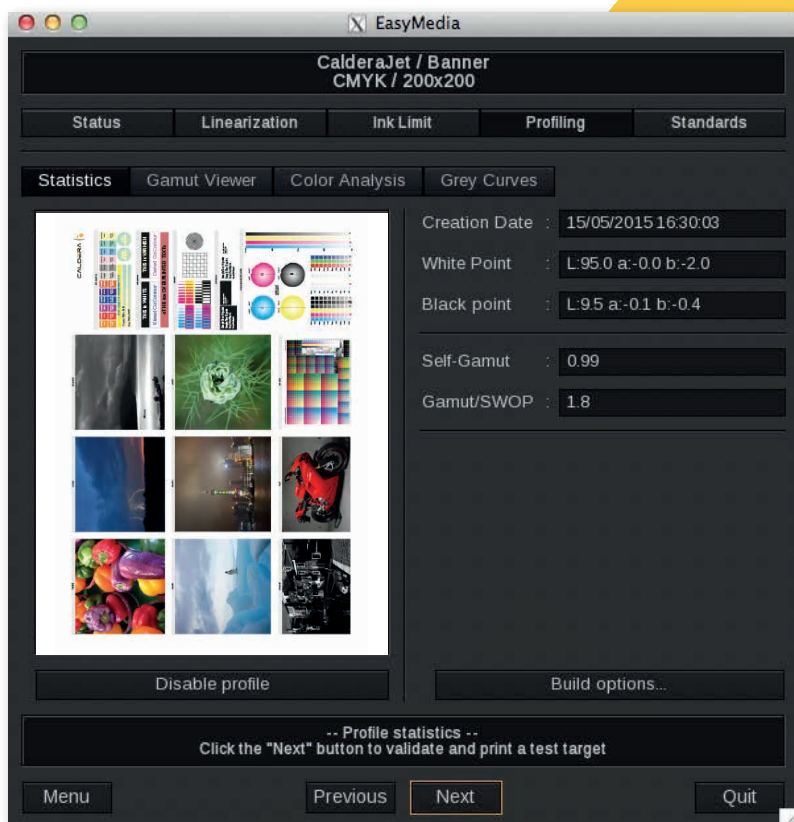 EasyMedia
CalderaJet / Banner
CMYK / 200x200
Status Linearization Ink Limit Profiling Standards
Statistics Gamut Viewer Color Analysis Grey Curves
Creation Date : 15/05/2015 16:30:03
White Point : L:95.0 a:-0.0 b:-2.0
Black point : L:9.5 a:-0.1 b:-0.4
Self-Gamut : 0.99
Gamut/SWOP : 1.8
CALDERA
Disable profile
Build options...
-- Profile statistics --
Click the "Next" button to validate and print a test target
Menu Previous Next Quit